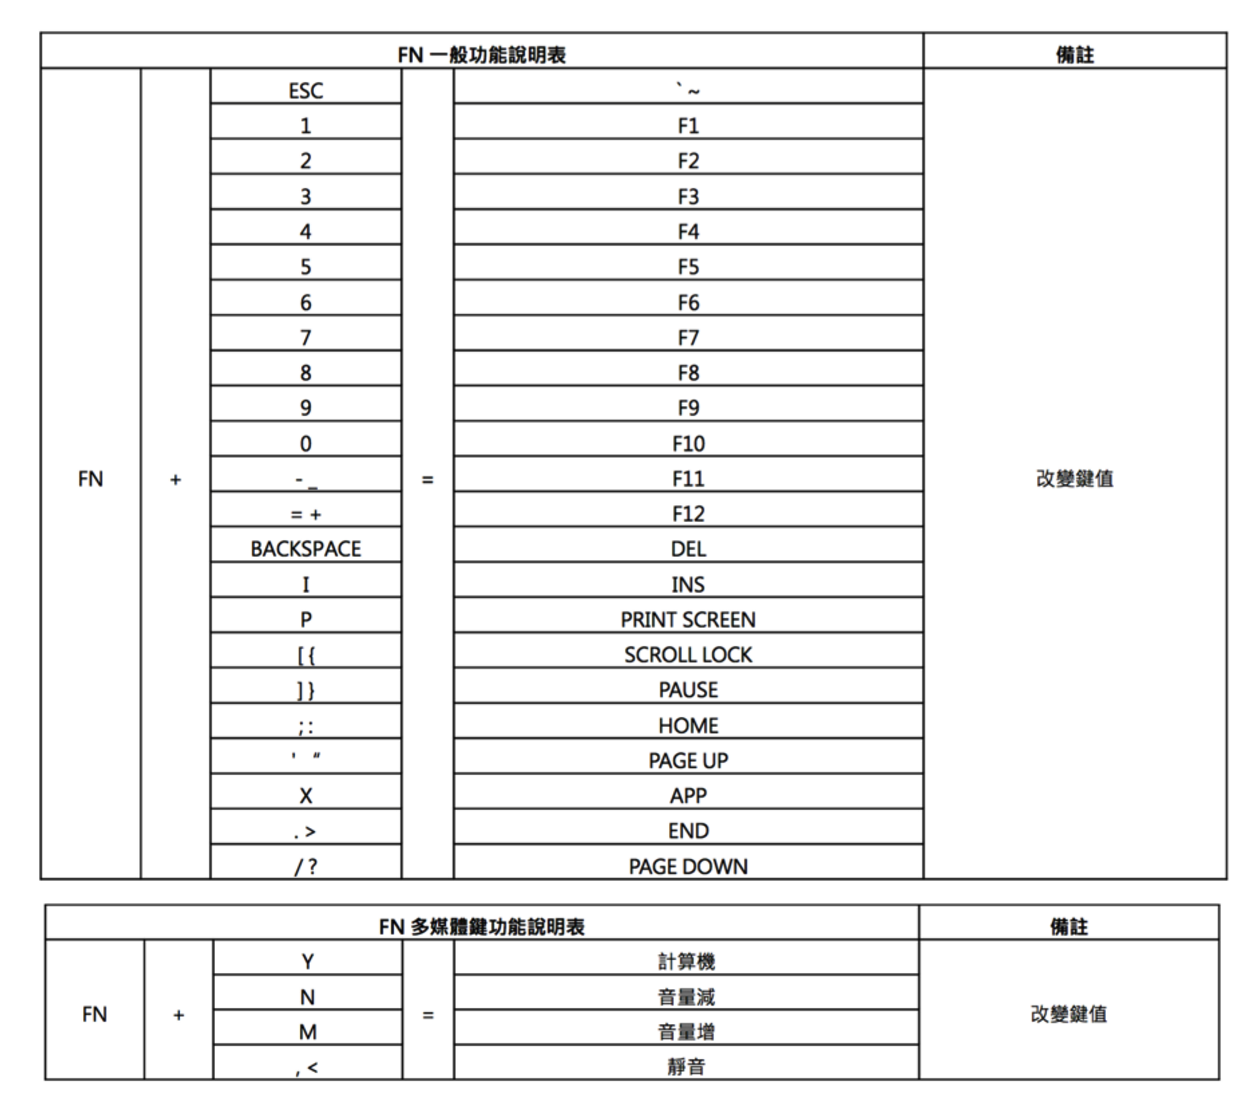 FN 一般功能說明表 備註
ESC ` ~
1 F1
2 F2
3 F3
4 F4
5 F5
6 F6
7 F7
8 F8
9 F9
0 F10
FN + - _ = F11 改變鍵值
= + F12
BACKSPACE DEL
I INS
P PRINT SCREEN
[ { SCROLL LOCK
] } PAUSE
; : HOME
' “ PAGE UP
X APP
. > END
/ ? PAGE DOWN
FN 多媒體鍵功能說明表 備註
Y 計算機
N 音量減
FN + = 改變鍵值
M 音量增
, < 靜音